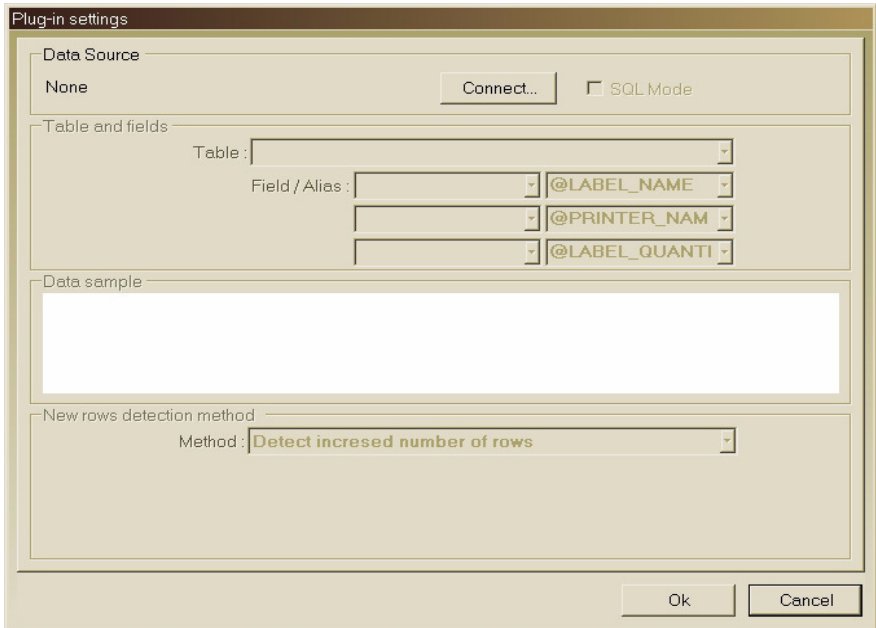 Plug-in settings
Data Source
None Connect... SQL Mode
Table and fields
Table :
Field / Alias : @LABEL_NAME
@PRINTER_NAM
@LABEL_QUANTI
Data sample
New rows detection method
Method : Detect incresed number of rows
Ok Cancel